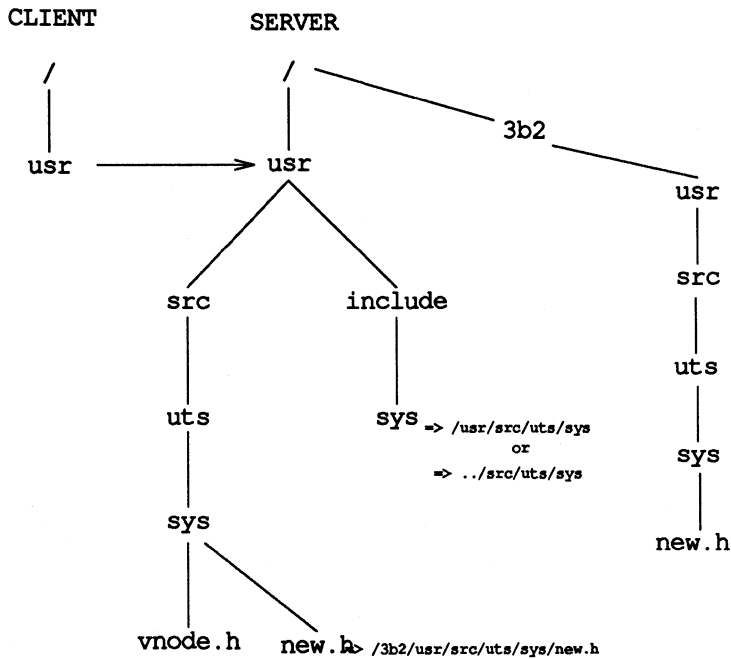 CLIENT
SERVER
/
/
3b2
usr
usr
usr
src
src
include
uts
uts
sys
=> /usr/src/uts/sys
or
=> ../src/uts/sys
sys
sys
new.h
vnode.h
new.h
=> /3b2/usr/src/uts/sys/new.h